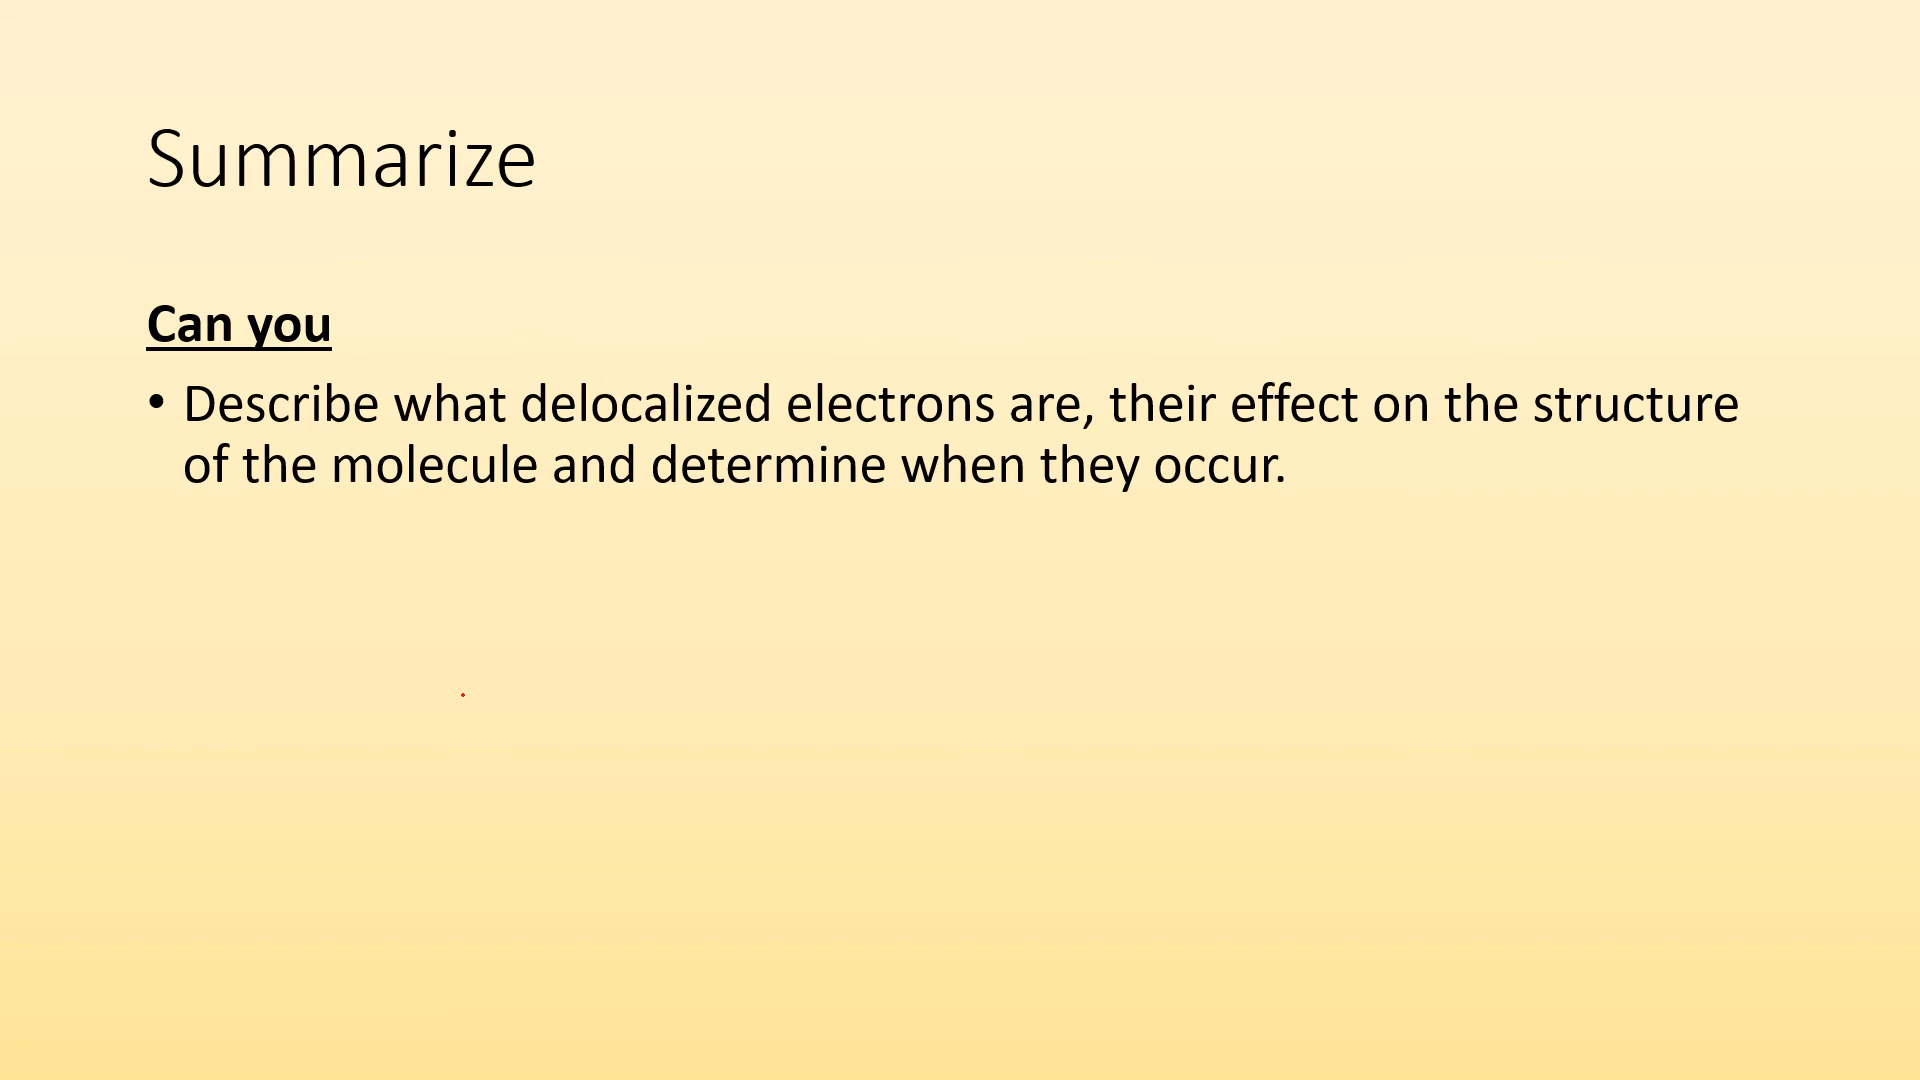 Summarize
Can you
• Describe what delocalized electrons are, their effect on the structure
of the molecule and determine when they occur.